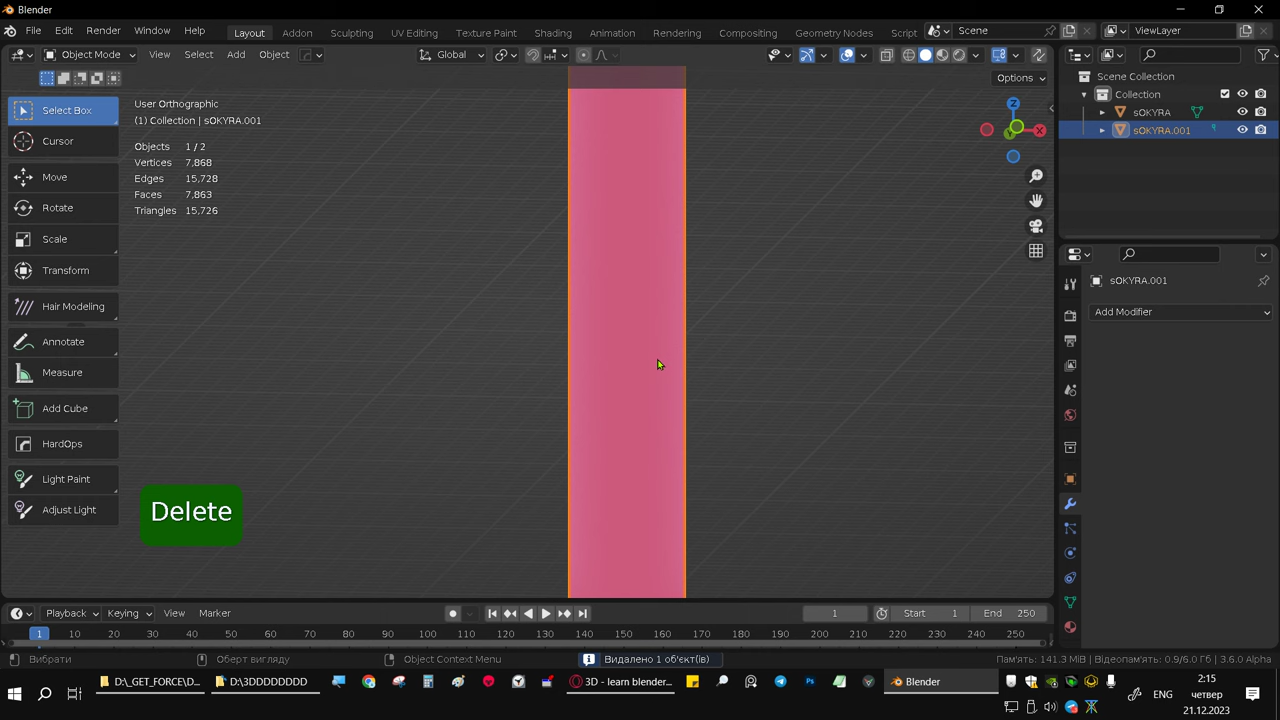 Blender
File Edit Render Window Help Layout Addon Sculpting UV Editing Texture Paint Shading Animation Rendering Compositing Geometry Nodes Script Scene ViewLayer
Object Mode View Select Add Object Global
Options
Select Box
Cursor
Move
Rotate
Scale
Transform
Hair Modeling
Annotate
Measure
Add Cube
HardOps
Light Paint
Adjust Light
User Orthographic
(1) Collection | sOKYRA.001
Objects 1 / 2
Vertices 7,868
Edges 15,728
Faces 7,863
Triangles 15,726
Z
X
Y
Delete
Scene Collection
Collection
sOKYRA
sOKYRA.001
sOKYRA.001
Add Modifier
Playback Keying View Marker 1 Start 1 End 250
1 10 20 30 40 50 60 70 80 90 100 110 120 130 140 150 160 170 180 190 200 210 220 230 240 250
Вибрати Оберт вигляду Object Context Menu Видалено 1 об'єкт(ів) Пам'ять: 141.3 MiB | Відеопам'ять: 0.9/6.0 Гб | 3.6.0 Alpha
D:\_GET_FORCE\D... D:\3DDDDDDDD 3D - learn blender... Blender
ENG
2:15
четвер
21.12.2023